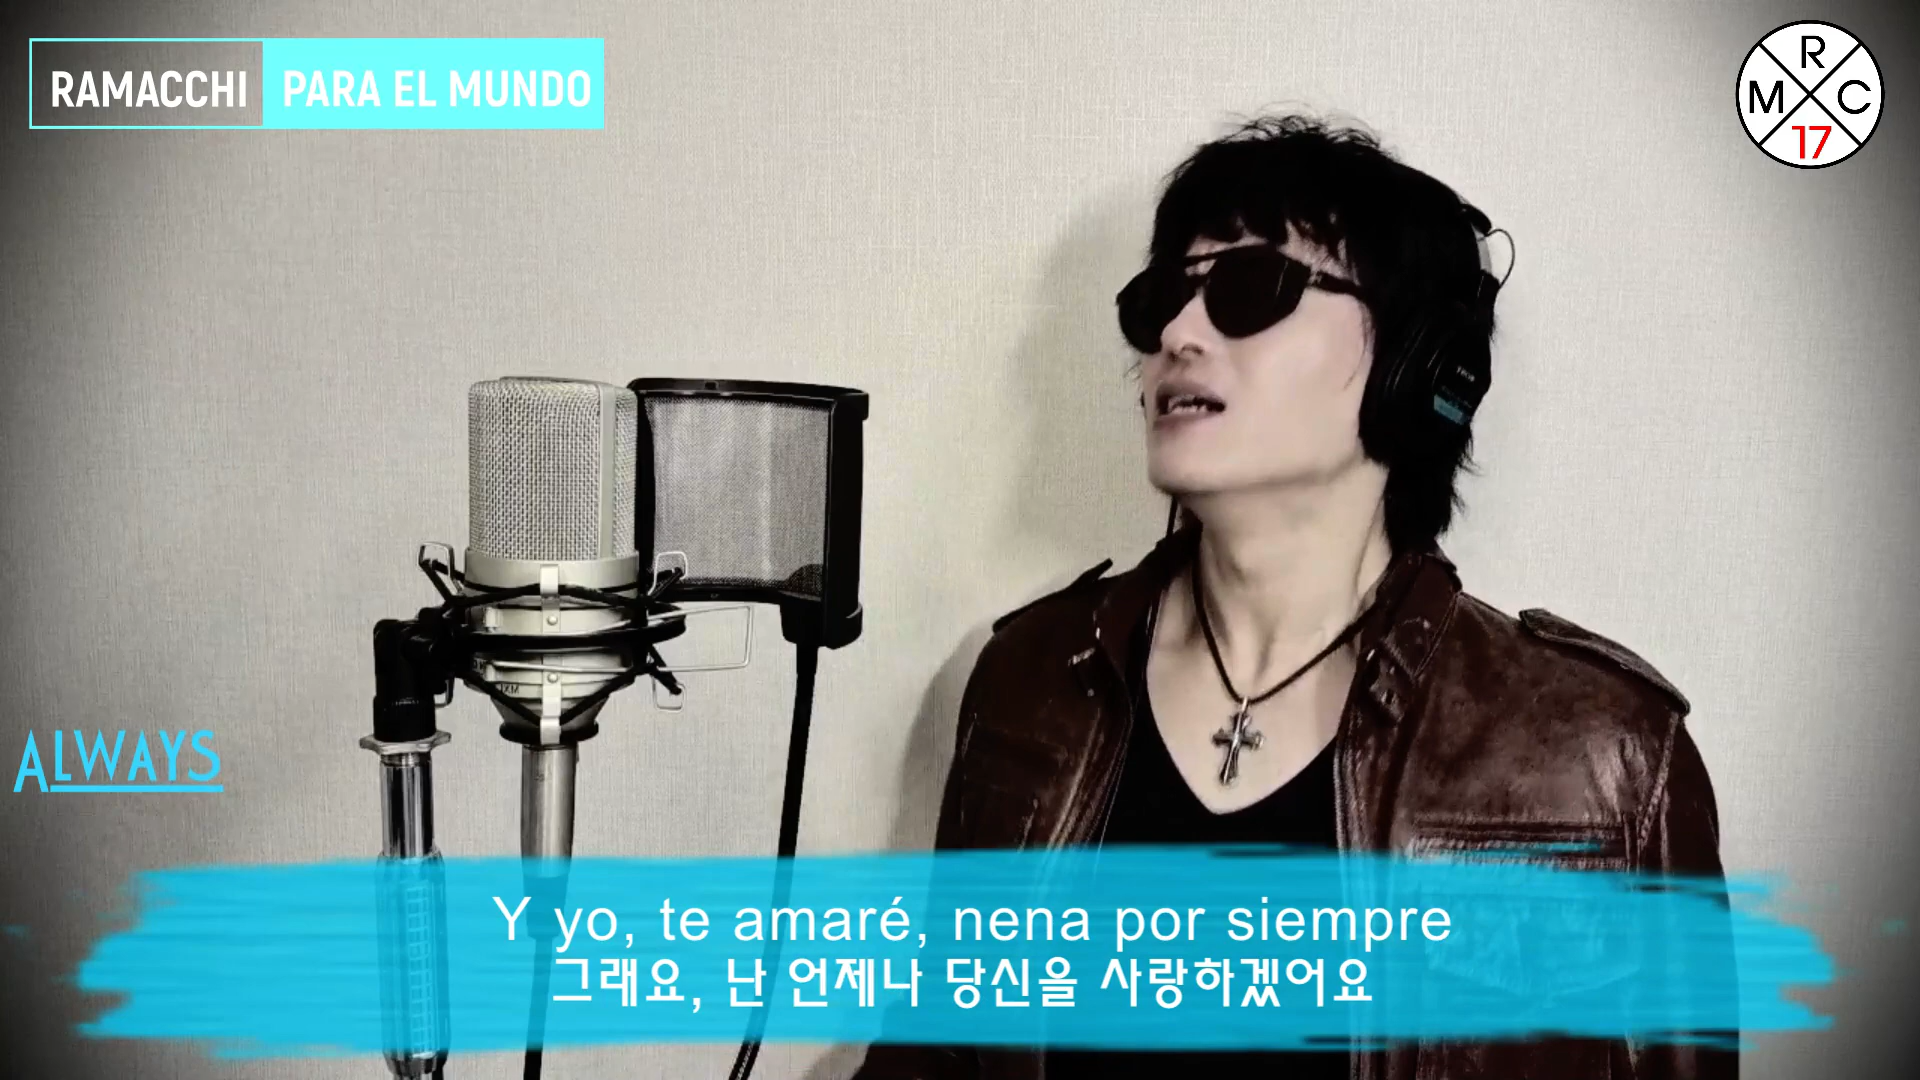 RAMACCHI PARA EL MUNDO
R
M C
17
ALWAYS
Y yo, te amaré, nena por siempre
그래요, 난 언제나 당신을 사랑하겠어요